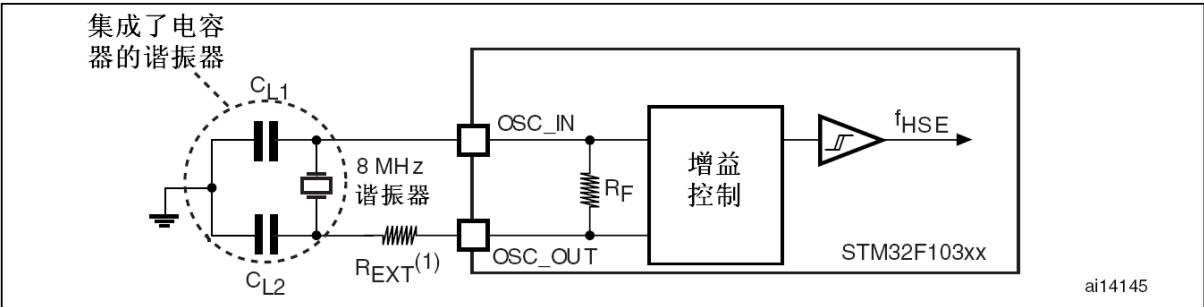 集成了电容
器的谐振器
CL1
OSC_IN
fHSE
8 MHz
谐振器
RF
增益
控制
REXT(1)
OSC_OUT
STM32F103xx
CL2
ai14145